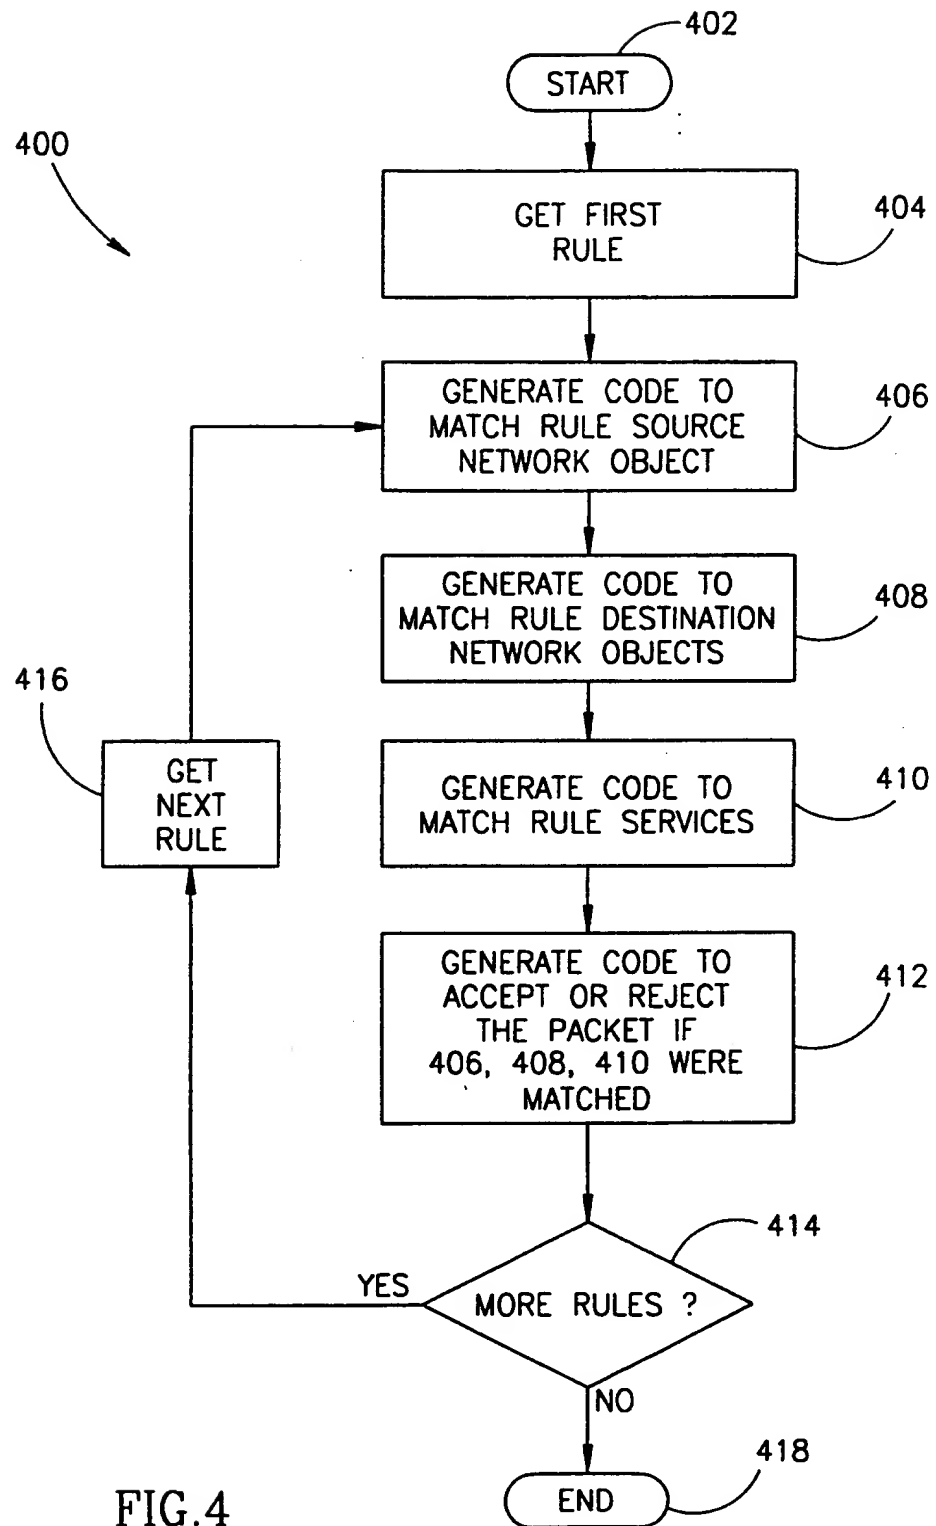 402
START
400
GET FIRST
RULE
404
GENERATE CODE TO
MATCH RULE SOURCE
NETWORK OBJECT
406
GENERATE CODE TO
MATCH RULE DESTINATION
NETWORK OBJECTS
408
416
GET
NEXT
RULE
GENERATE CODE TO
MATCH RULE SERVICES
410
GENERATE CODE TO
ACCEPT OR REJECT
THE PACKET IF
406, 408, 410 WERE
MATCHED
412
414
YES
MORE RULES ?
NO
418
END
FIG.4